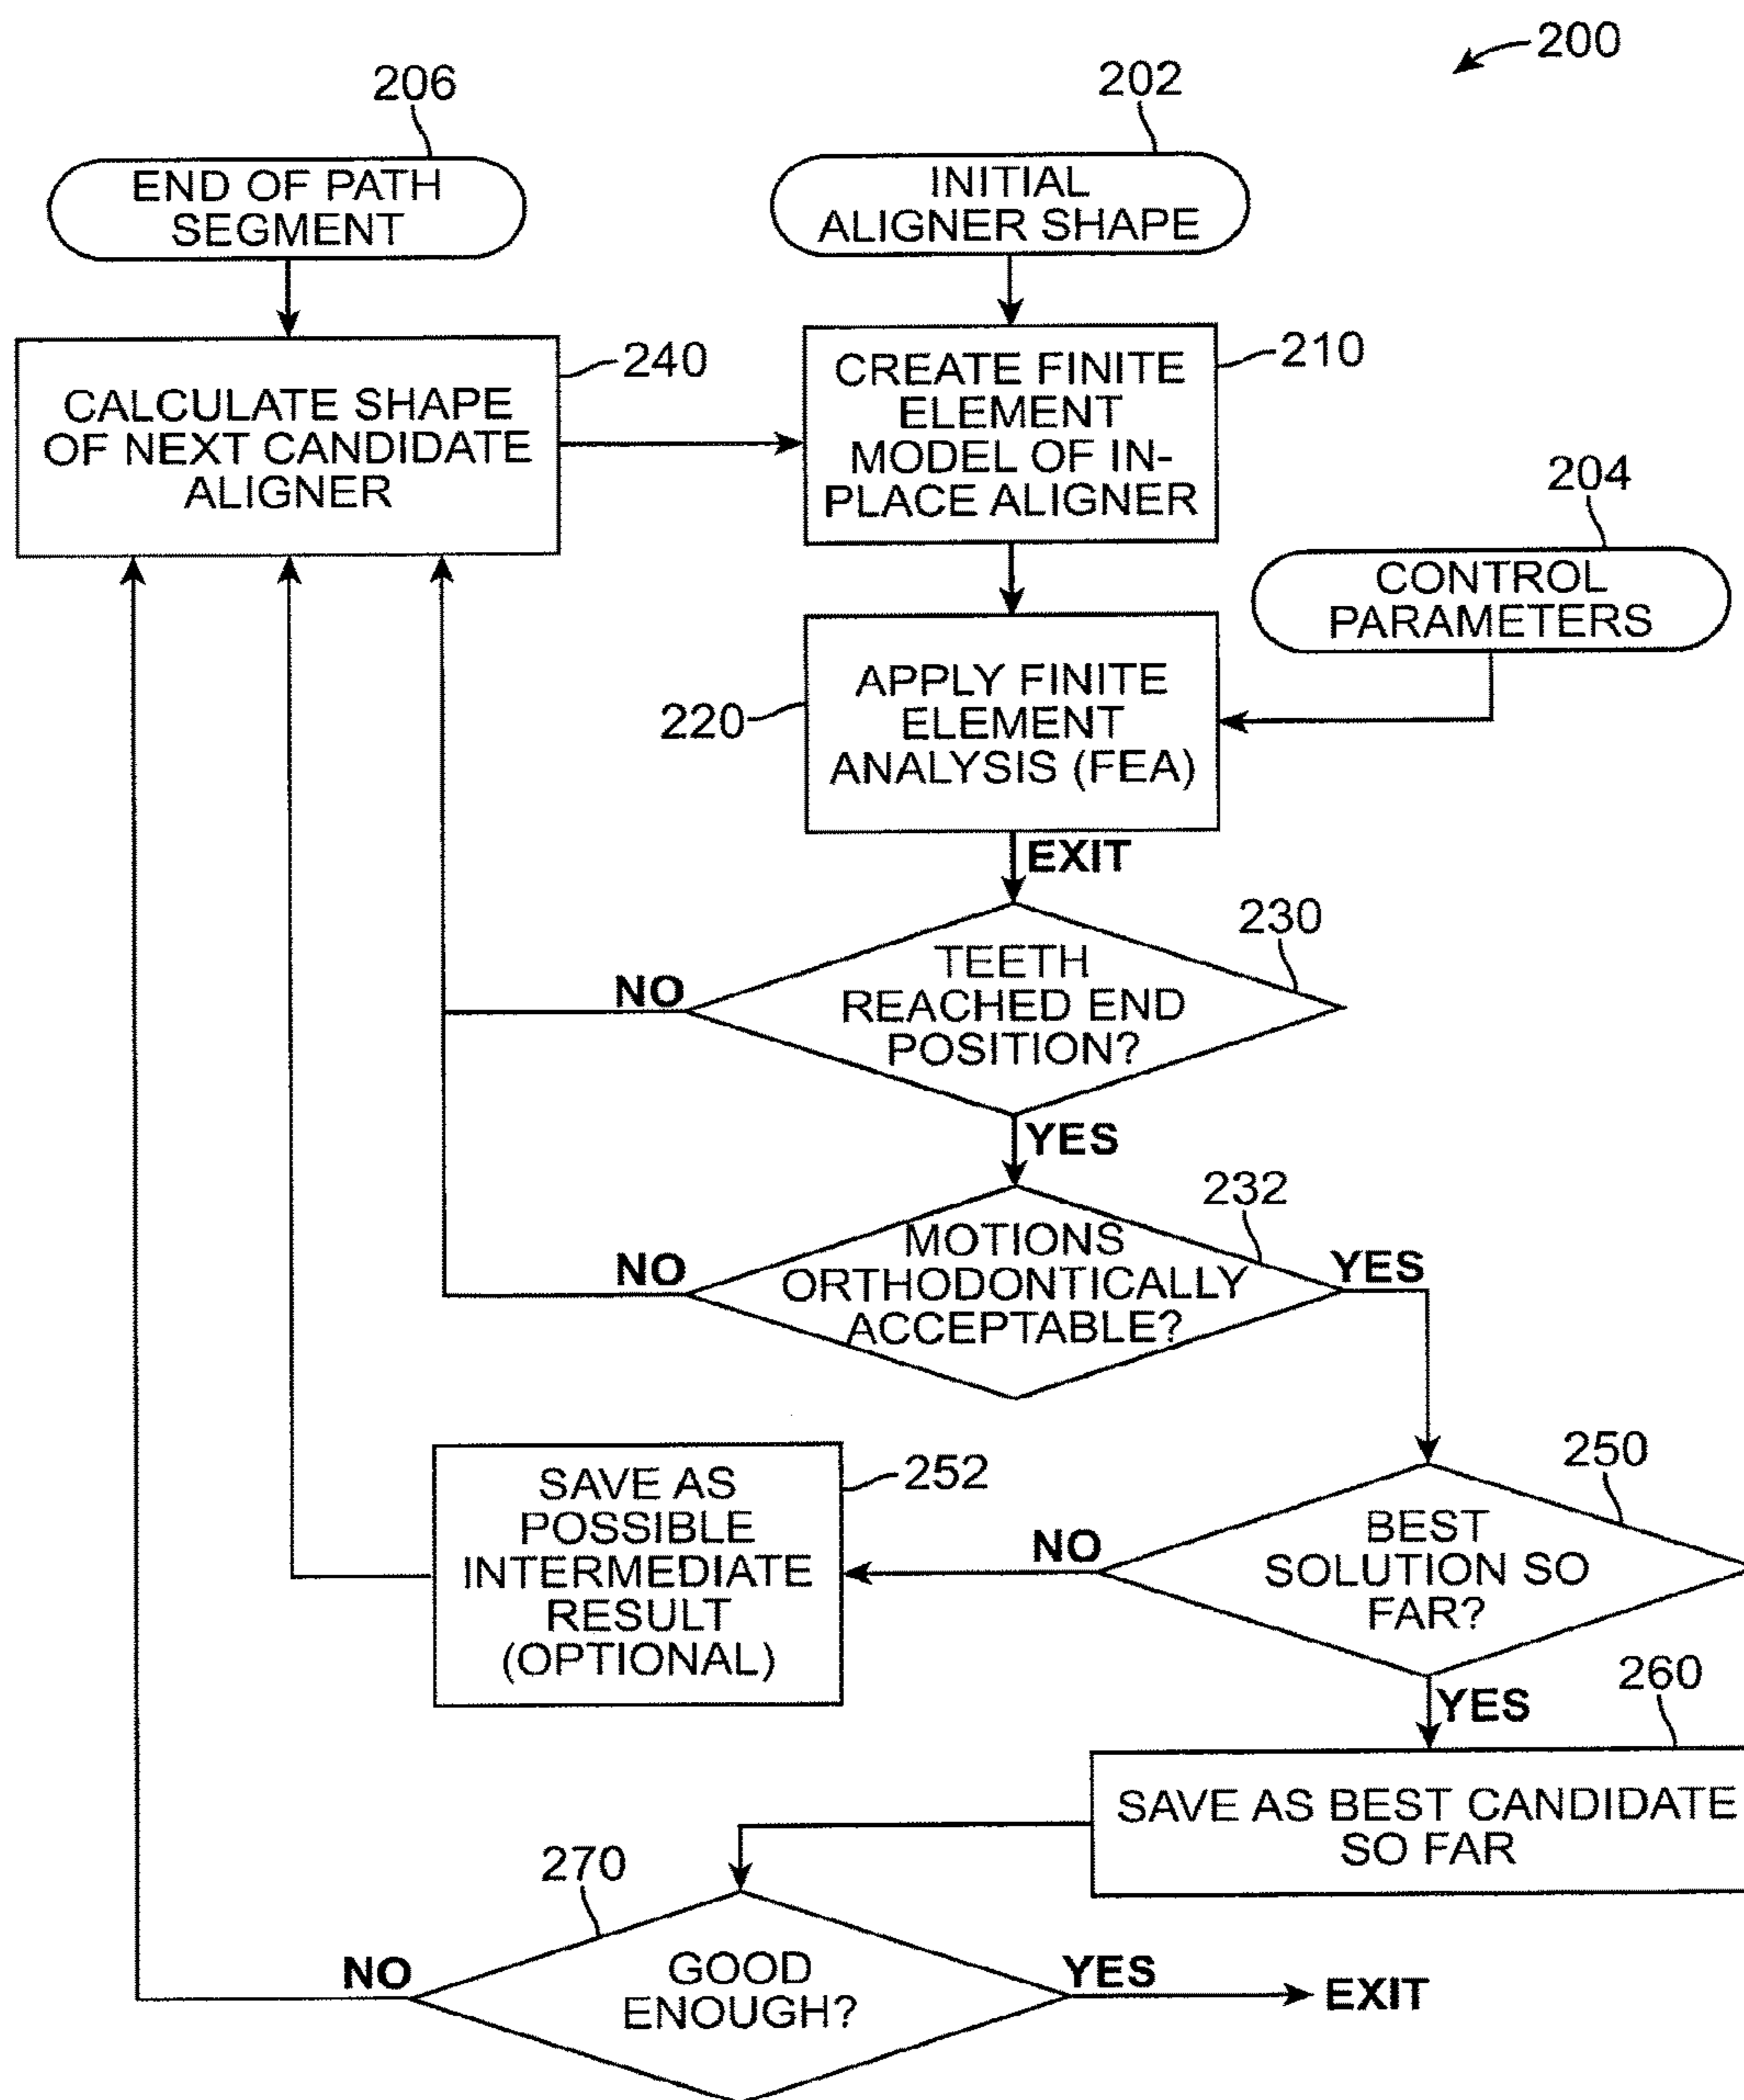 200
206
202
END OF PATH
SEGMENT
INITIAL
ALIGNER SHAPE
240
210
CALCULATE SHAPE
OF NEXT CANDIDATE
ALIGNER
CREATE FINITE
ELEMENT
MODEL OF IN-
PLACE ALIGNER
204
CONTROL
PARAMETERS
220
APPLY FINITE
ELEMENT
ANALYSIS (FEA)
EXIT
230
TEETH
REACHED END
POSITION?
NO
YES
232
MOTIONS
ORTHODONTICALLY
ACCEPTABLE?
NO
YES
252
SAVE AS
POSSIBLE
INTERMEDIATE
RESULT
(OPTIONAL)
250
BEST
SOLUTION SO
FAR?
NO
YES
260
SAVE AS BEST CANDIDATE
SO FAR
270
GOOD
ENOUGH?
NO
YES
EXIT